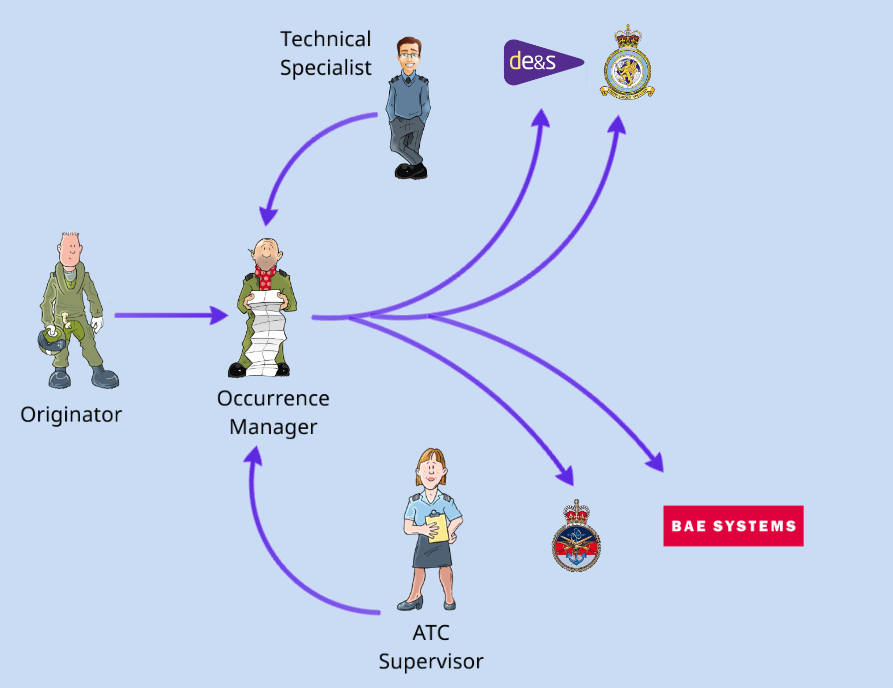 Technical
Specialist
de&s
Originator
Occurrence
Manager
BAE SYSTEMS
ATC
Supervisor